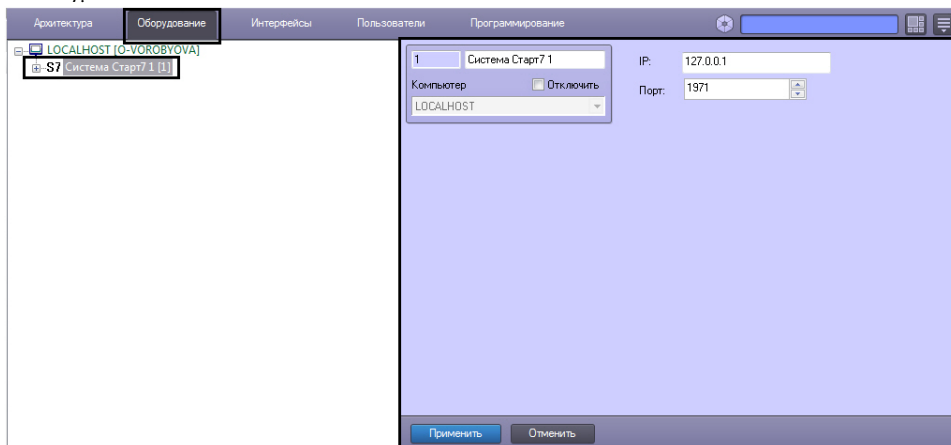 Архитектура Оборудование Интерфейсы Пользователи Программирование
LOCALHOST [O-VOROBYOVA]
S7 Система Старт7 1 [1]
1 Система Старт7 1
Компьютер Отключить
LOCALHOST
IP: 127.0.0.1
Порт: 1971
Применить Отменить